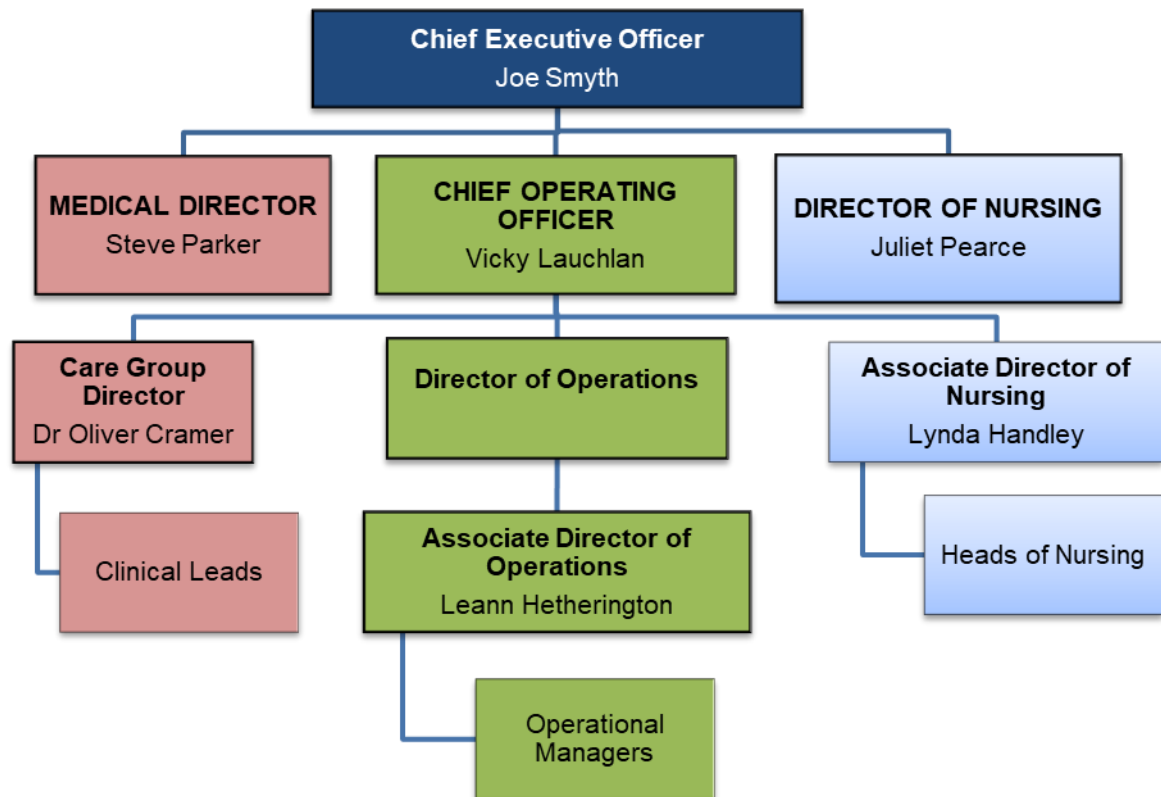 Chief Executive Officer
Joe Smyth
MEDICAL DIRECTOR
Steve Parker
CHIEF OPERATING
OFFICER
Vicky Lauchlan
DIRECTOR OF NURSING
Juliet Pearce
Care Group
Director
Dr Oliver Cramer
Director of Operations
Associate Director of
Nursing
Lynda Handley
Clinical Leads
Associate Director of
Operations
Leann Hetherington
Heads of Nursing
Operational
Managers